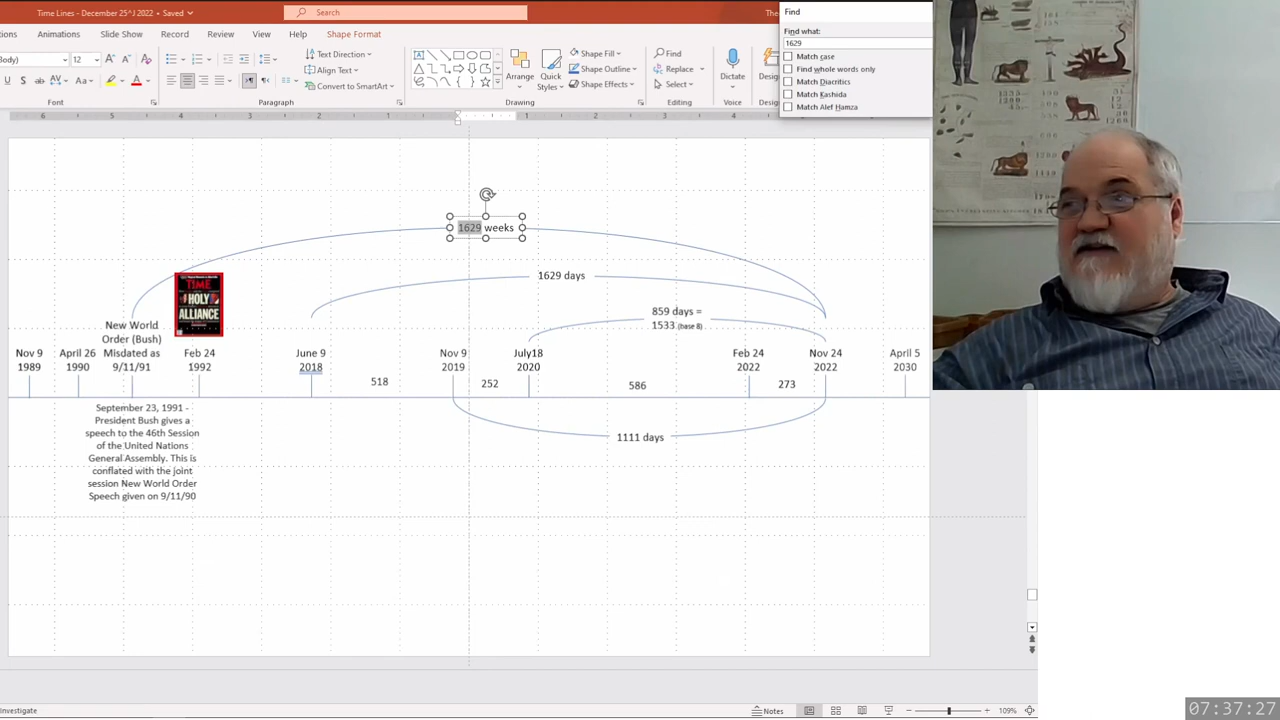 Time Lines - December 25^J 2022 • Saved
Search
Find
Animations
Slide Show
Record
Review
View
Help
Shape Format
Find what:
1629
Match case
Find whole words only
Match Diacritics
Match Kashida
Match Alef Hamza
12
Text Direction
Align Text
Convert to SmartArt
Arrange
Quick
Styles
Shape Fill
Shape Outline
Shape Effects
Find
Replace
Select
Dictate
Font
Paragraph
Drawing
Editing
Voice
1629 weeks
1629 days
859 days =
1533 (base 8)
TIME
HOLY
ALLIANCE
New World
Order (Bush)
Misdated as
9/11/91
Nov 9
1989
April 26
1990
Feb 24
1992
June 9
2018
Nov 9
2019
July18
2020
Feb 24
2022
Nov 24
2022
April 5
2030
518
252
586
273
1111 days
September 23, 1991 -
President Bush gives a
speech to the 46th Session
of the United Nations
General Assembly. This is
conflated with the joint
session New World Order
Speech given on 9/11/90
Notes
109%
07:37:27